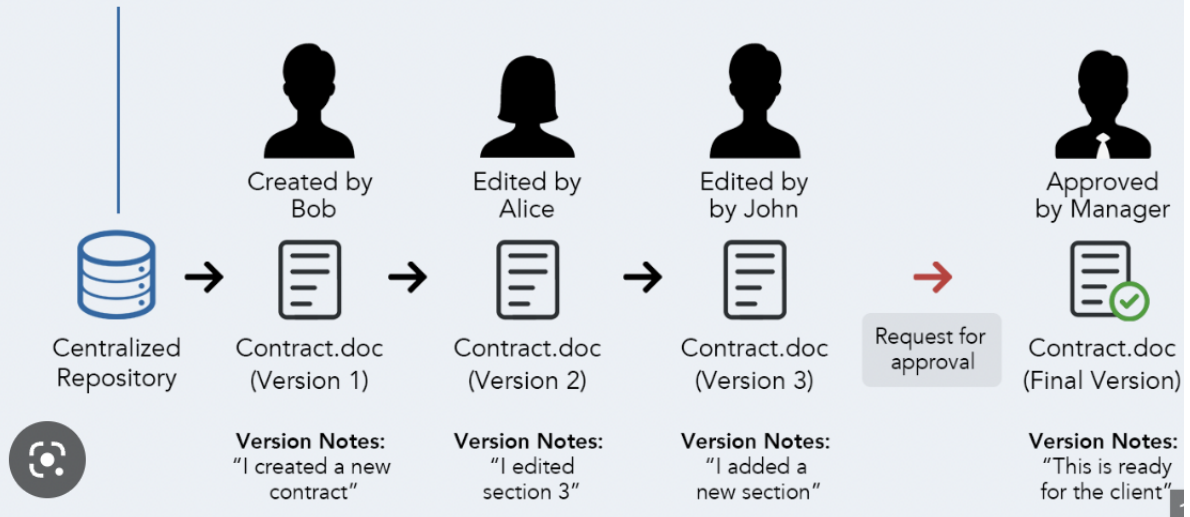 Created by
Bob
Edited by
Alice
Edited by
by John
Approved
by Manager
Centralized
Repository
Contract.doc
(Version 1)
Contract.doc
(Version 2)
Contract.doc
(Version 3)
Request for
approval
Contract.doc
(Final Version)
Version Notes:
“I created a new
contract”
Version Notes:
“I edited
section 3”
Version Notes:
“I added a
new section”
Version Notes:
“This is ready
for the client”